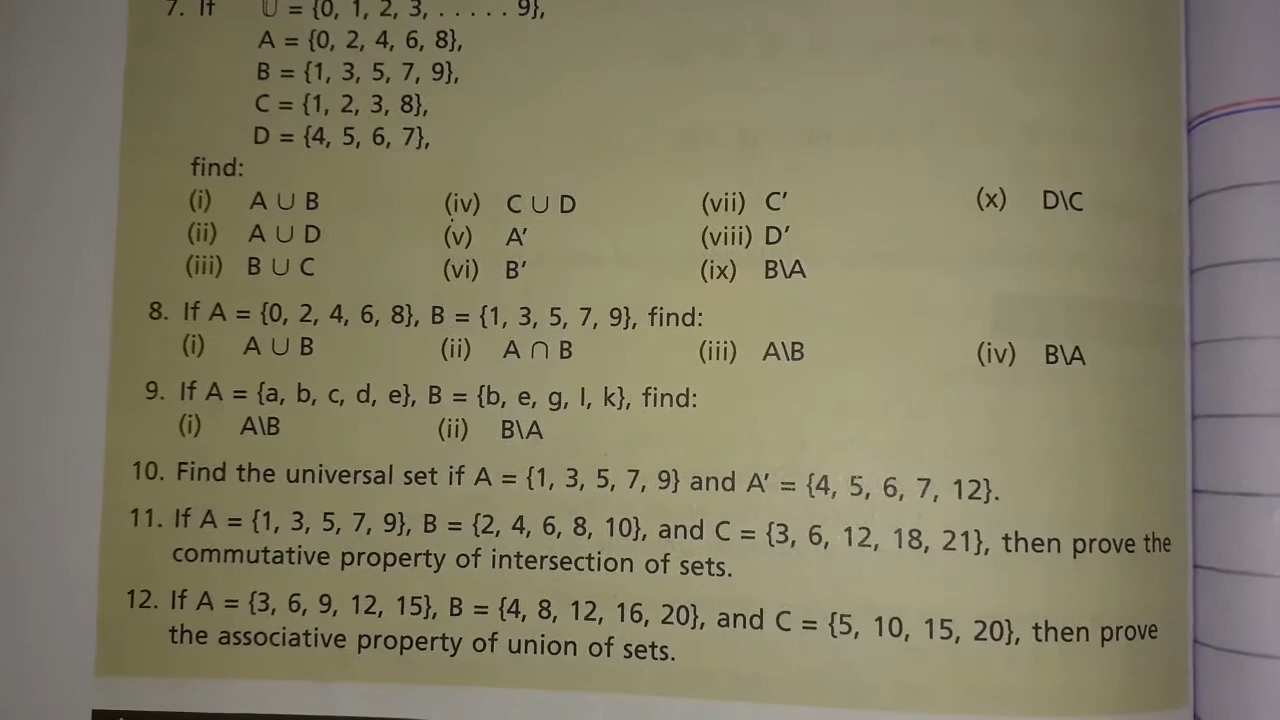 7. If U = {0, 1, 2, 3, . . . . . 9},
A = {0, 2, 4, 6, 8},
B = {1, 3, 5, 7, 9},
C = {1, 2, 3, 8},
D = {4, 5, 6, 7},
find:
(i) A ∪ B (iv) C ∪ D (vii) C′ (x) D\C
(ii) A ∪ D (v) A′ (viii) D′
(iii) B ∪ C (vi) B′ (ix) B\A
8. If A = {0, 2, 4, 6, 8}, B = {1, 3, 5, 7, 9}, find:
(i) A ∪ B (ii) A ∩ B (iii) A\B (iv) B\A
9. If A = {a, b, c, d, e}, B = {b, e, g, l, k}, find:
(i) A\B (ii) B\A
10. Find the universal set if A = {1, 3, 5, 7, 9} and A′ = {4, 5, 6, 7, 12}.
11. If A = {1, 3, 5, 7, 9}, B = {2, 4, 6, 8, 10}, and C = {3, 6, 12, 18, 21}, then prove the
commutative property of intersection of sets.
12. If A = {3, 6, 9, 12, 15}, B = {4, 8, 12, 16, 20}, and C = {5, 10, 15, 20}, then prove
the associative property of union of sets.